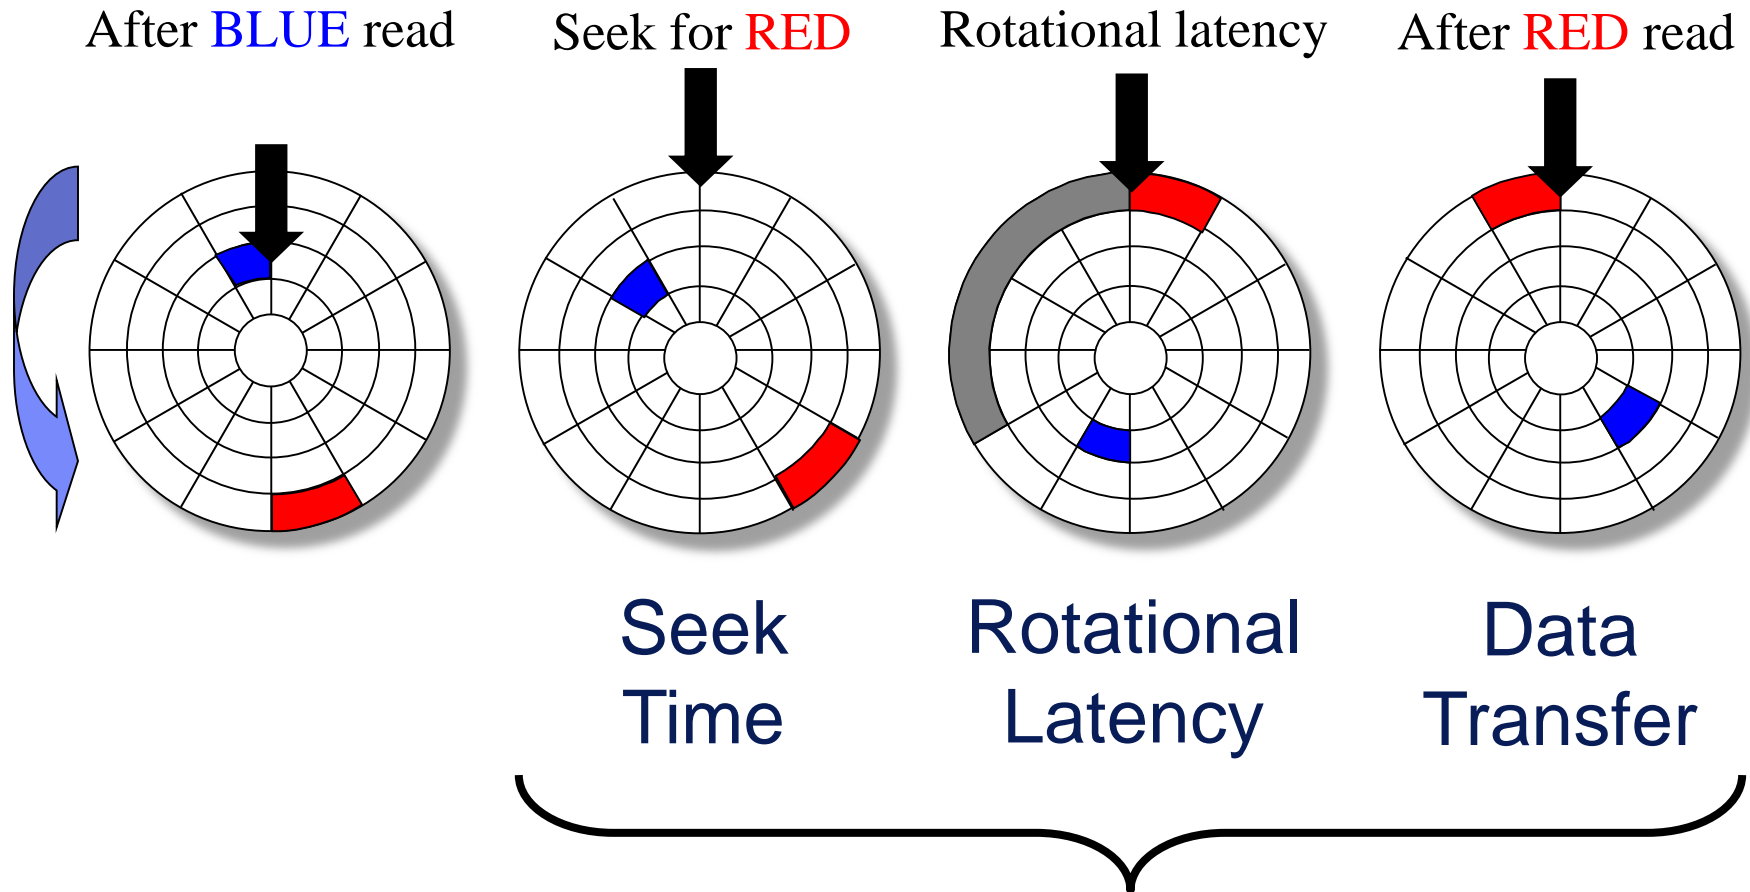 After BLUE read
Seek for RED
Rotational latency
After RED read
Seek
Time
Rotational
Latency
Data
Transfer